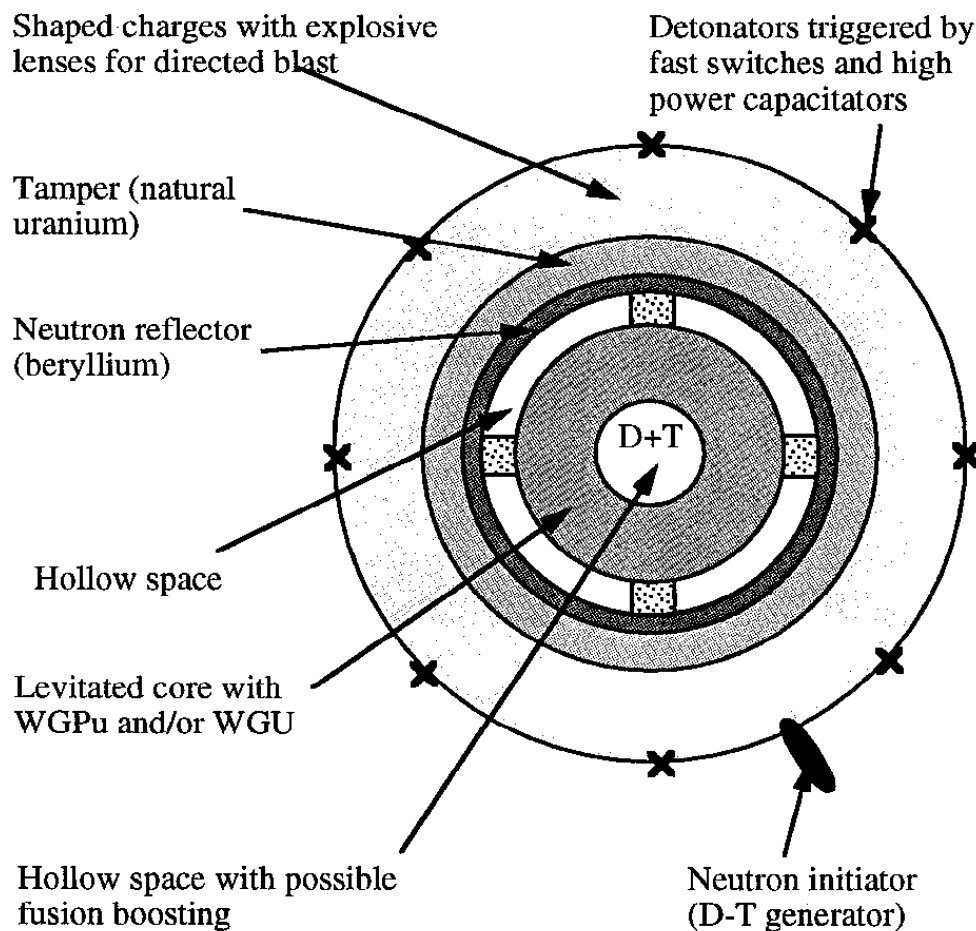 Shaped charges with explosive
lenses for directed blast
Detonators triggered by
fast switches and high
power capacitators
Tamper (natural
uranium)
Neutron reflector
(beryllium)
D+T
Hollow space
Levitated core with
WGPu and/or WGU
Hollow space with possible
fusion boosting
Neutron initiator
(D-T generator)